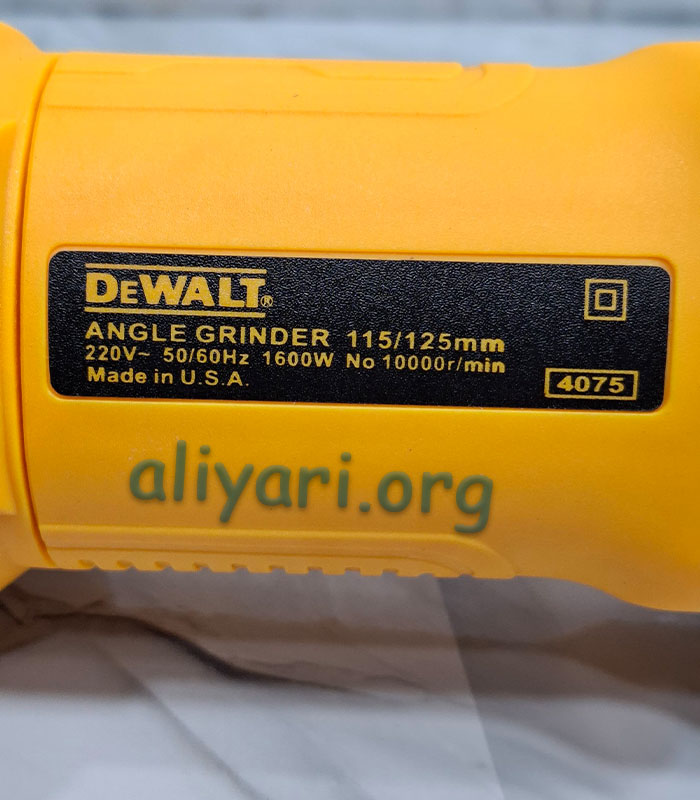 DEWALT®
ANGLE GRINDER 115/125mm
220V~ 50/60Hz 1600W No 10000r/min
Made in U.S.A.
4075
aliyari.org